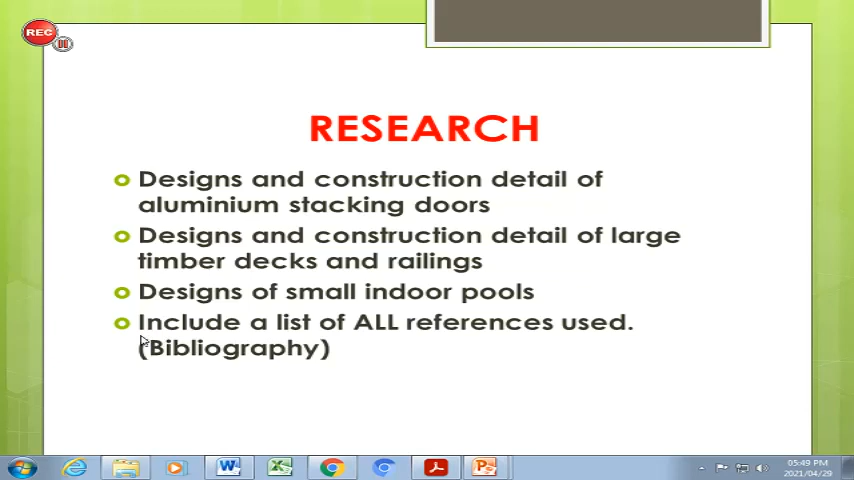 REC
RESEARCH
Designs and construction detail of
aluminium stacking doors
Designs and construction detail of large
timber decks and railings
Designs of small indoor pools
Include a list of ALL references used.
(Bibliography)
05:49 PM
2021/04/29